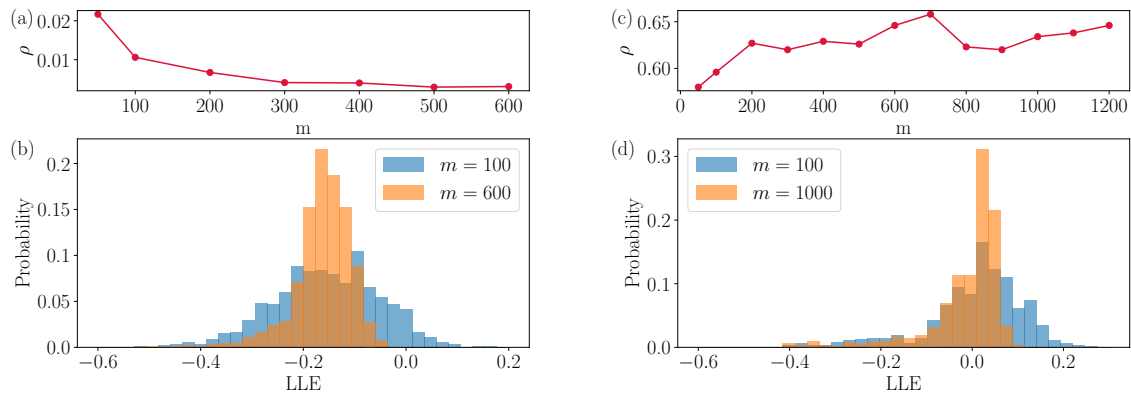 (a)
0.02
0.01
ρ
100 200 300 400 500 600
m
(b)
0.2
0.15
0.1
0.05
0.0
Probability
m = 100
m = 600
−0.6 −0.4 −0.2 0.0 0.2
LLE
(c)
0.65
0.60
ρ
0 200 400 600 800 1000 1200
m
(d)
0.3
0.2
0.1
0.0
Probability
m = 100
m = 1000
−0.6 −0.4 −0.2 0.0 0.2
LLE